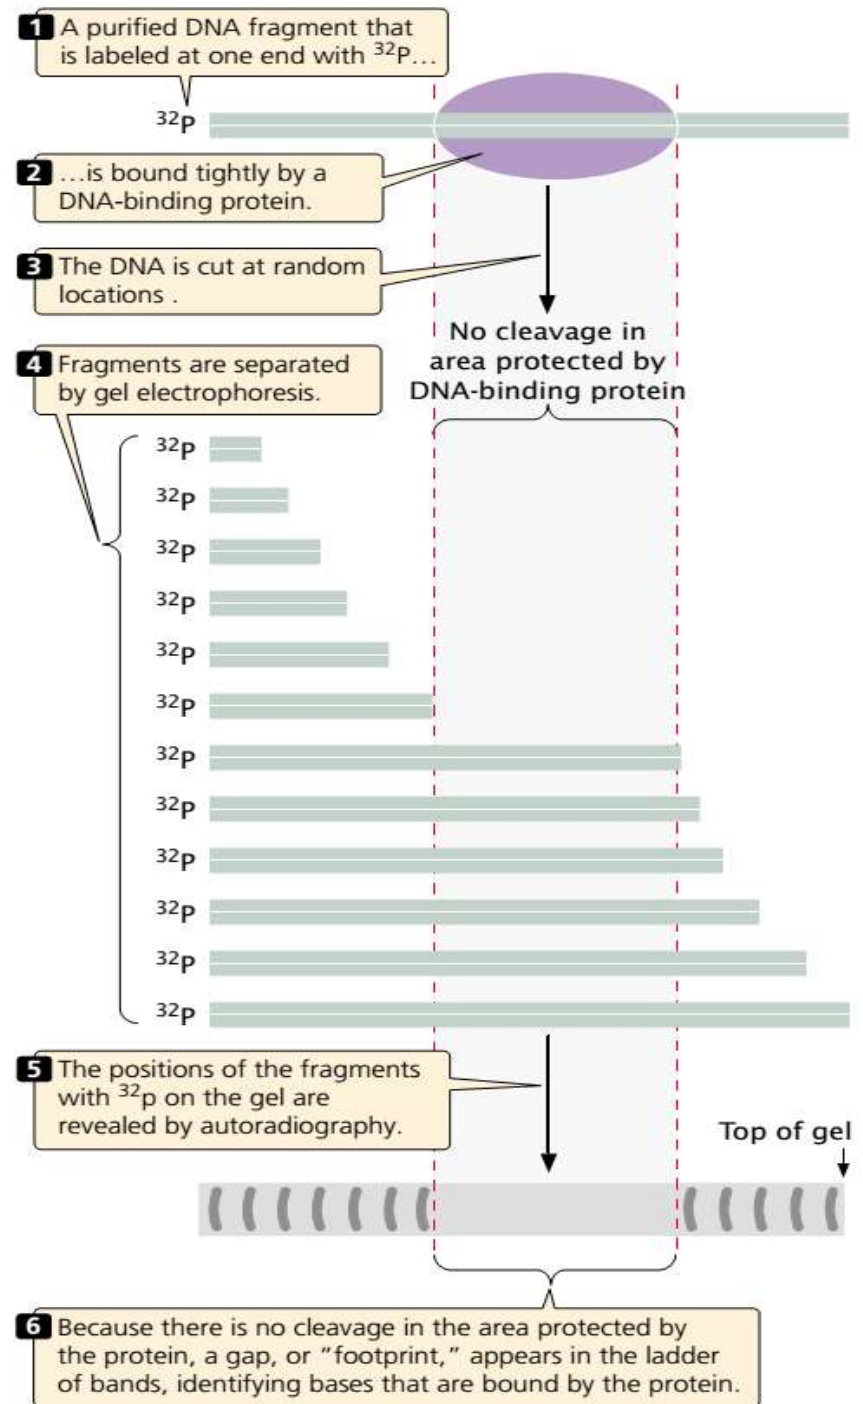 1 A purified DNA fragment that
is labeled at one end with ³²P…
³²P
2 …is bound tightly by a
DNA-binding protein.
3 The DNA is cut at random
locations .
No cleavage in
area protected by
DNA-binding protein
4 Fragments are separated
by gel electrophoresis.
³²P
³²P
³²P
³²P
³²P
³²P
³²P
³²P
³²P
³²P
³²P
³²P
5 The positions of the fragments
with ³²p on the gel are
revealed by autoradiography.
Top of gel
6 Because there is no cleavage in the area protected by
the protein, a gap, or “footprint,” appears in the ladder
of bands, identifying bases that are bound by the protein.